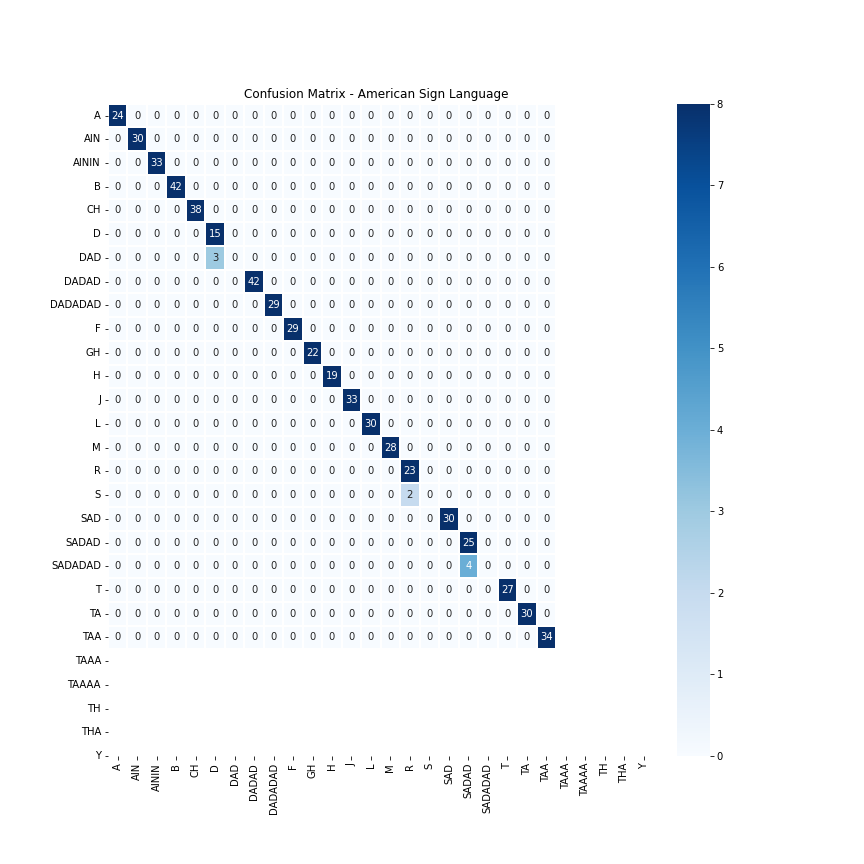 Confusion Matrix - American Sign Language
A 24 0 0 0 0 0 0 0 0 0 0 0 0 0 0 0 0 0 0 0 0 0 0
AIN 0 30 0 0 0 0 0 0 0 0 0 0 0 0 0 0 0 0 0 0 0 0 0
AININ 0 0 33 0 0 0 0 0 0 0 0 0 0 0 0 0 0 0 0 0 0 0 0
B 0 0 0 42 0 0 0 0 0 0 0 0 0 0 0 0 0 0 0 0 0 0 0
CH 0 0 0 0 38 0 0 0 0 0 0 0 0 0 0 0 0 0 0 0 0 0 0
D 0 0 0 0 0 15 0 0 0 0 0 0 0 0 0 0 0 0 0 0 0 0 0
DAD 0 0 0 0 0 3 0 0 0 0 0 0 0 0 0 0 0 0 0 0 0 0 0
DADAD 0 0 0 0 0 0 0 42 0 0 0 0 0 0 0 0 0 0 0 0 0 0 0
DADADAD 0 0 0 0 0 0 0 0 29 0 0 0 0 0 0 0 0 0 0 0 0 0 0
F 0 0 0 0 0 0 0 0 0 29 0 0 0 0 0 0 0 0 0 0 0 0 0
GH 0 0 0 0 0 0 0 0 0 0 22 0 0 0 0 0 0 0 0 0 0 0 0
H 0 0 0 0 0 0 0 0 0 0 0 19 0 0 0 0 0 0 0 0 0 0 0
J 0 0 0 0 0 0 0 0 0 0 0 0 33 0 0 0 0 0 0 0 0 0 0
L 0 0 0 0 0 0 0 0 0 0 0 0 0 30 0 0 0 0 0 0 0 0 0
M 0 0 0 0 0 0 0 0 0 0 0 0 0 0 28 0 0 0 0 0 0 0 0
R 0 0 0 0 0 0 0 0 0 0 0 0 0 0 0 23 0 0 0 0 0 0 0
S 0 0 0 0 0 0 0 0 0 0 0 0 0 0 0 2 0 0 0 0 0 0 0
SAD 0 0 0 0 0 0 0 0 0 0 0 0 0 0 0 0 0 30 0 0 0 0 0
SADAD 0 0 0 0 0 0 0 0 0 0 0 0 0 0 0 0 0 0 25 0 0 0 0
SADADAD 0 0 0 0 0 0 0 0 0 0 0 0 0 0 0 0 0 0 4 0 0 0 0
T 0 0 0 0 0 0 0 0 0 0 0 0 0 0 0 0 0 0 0 0 27 0 0
TA 0 0 0 0 0 0 0 0 0 0 0 0 0 0 0 0 0 0 0 0 0 30 0
TAA 0 0 0 0 0 0 0 0 0 0 0 0 0 0 0 0 0 0 0 0 0 0 34
TAAA
TAAAA
TH
THA
Y
A AIN AININ B CH D DAD DADAD DADADAD F GH H J L M R S SAD SADAD SADADAD T TA TAA TAAA TAAAA TH THA Y
8
7
6
5
4
3
2
1
0